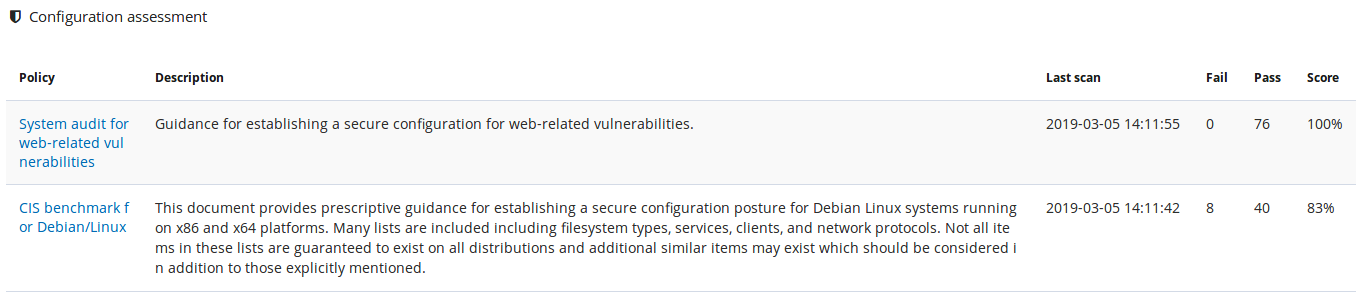 Configuration assessment
Policy Description Last scan Fail Pass Score
System audit for Guidance for establishing a secure configuration for web-related vulnerabilities. 2019-03-05 14:11:55 0 76 100%
web-related vul
nerabilities
CIS benchmark f This document provides prescriptive guidance for establishing a secure configuration posture for Debian Linux systems running 2019-03-05 14:11:42 8 40 83%
or Debian/Linux on x86 and x64 platforms. Many lists are included including filesystem types, services, clients, and network protocols. Not all ite
ms in these lists are guaranteed to exist on all distributions and additional similar items may exist which should be considered i
n addition to those explicitly mentioned.